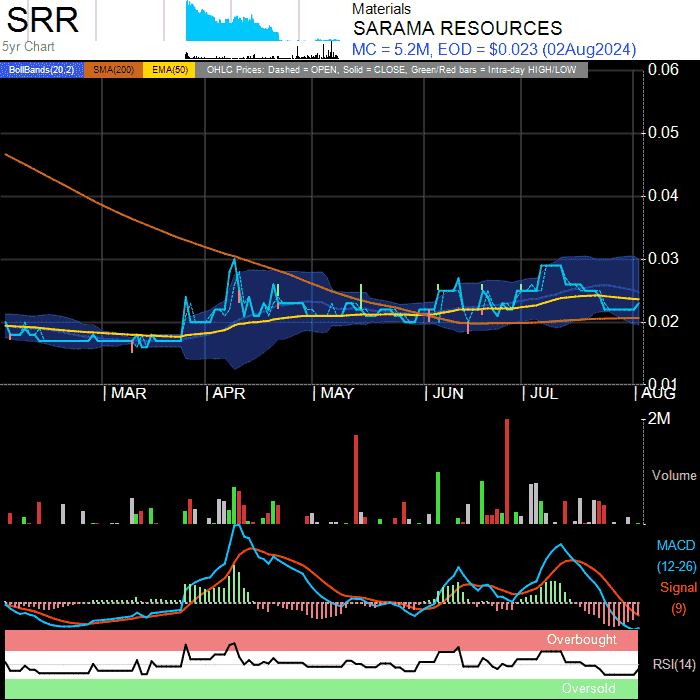 SRR
5yr Chart
Materials
SARAMA RESOURCES
MC = 5.2M, EOD = $0.023 (02Aug2024)
BollBands(20,2) SMA(200) EMA(50) OHLC Prices: Dashed = OPEN, Solid = CLOSE, Green/Red bars = Intra-day HIGH/LOW
0.06
0.05
0.04
0.03
0.02
0.01
MAR APR MAY JUN JUL AUG
2M
Volume
MACD
(12-26)
Signal
(9)
Overbought
RSI(14)
Oversold